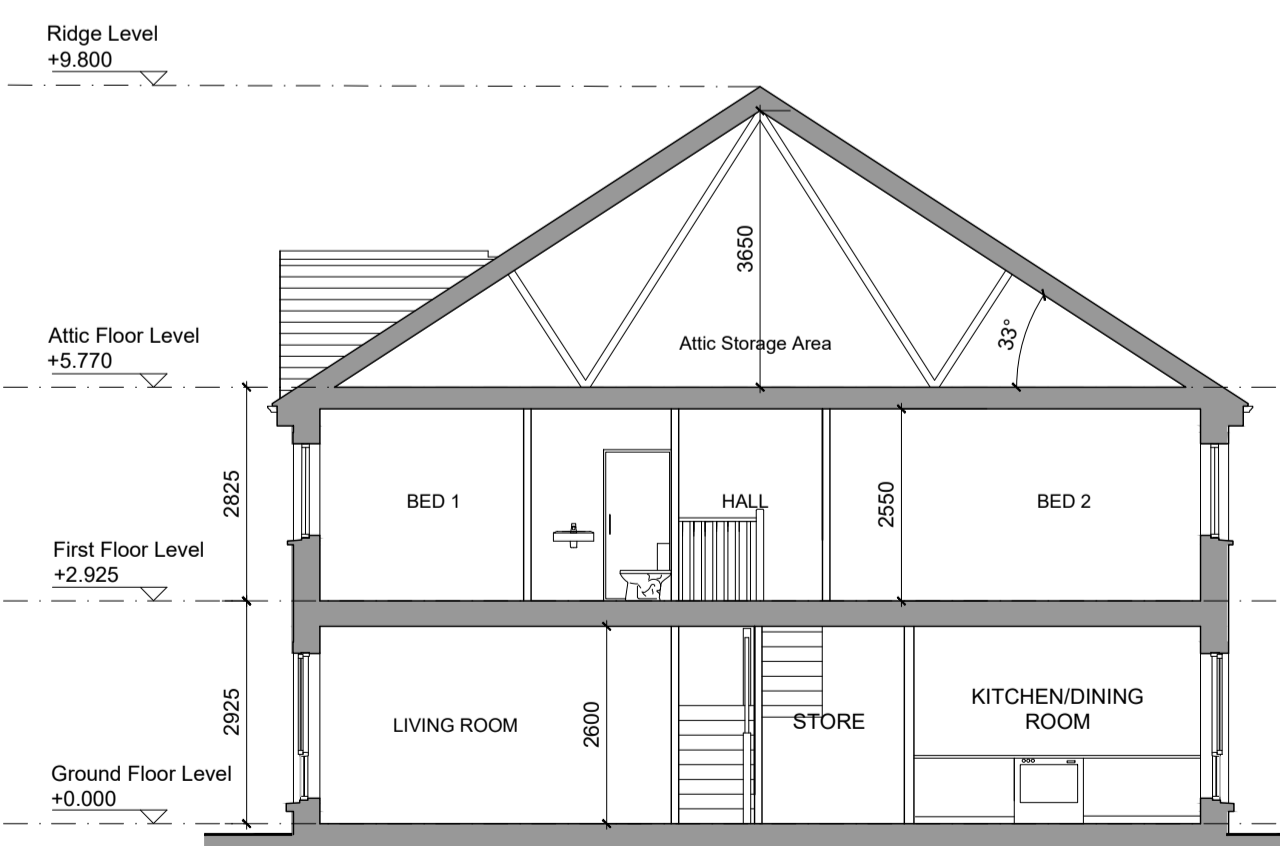 Ridge Level
+9.800
3650
33°
Attic Floor Level
+5.770
Attic Storage Area
2825
BED 1
HALL
2550
BED 2
First Floor Level
+2.925
2925
LIVING ROOM
2600
STORE
KITCHEN/DINING
ROOM
Ground Floor Level
+0.000